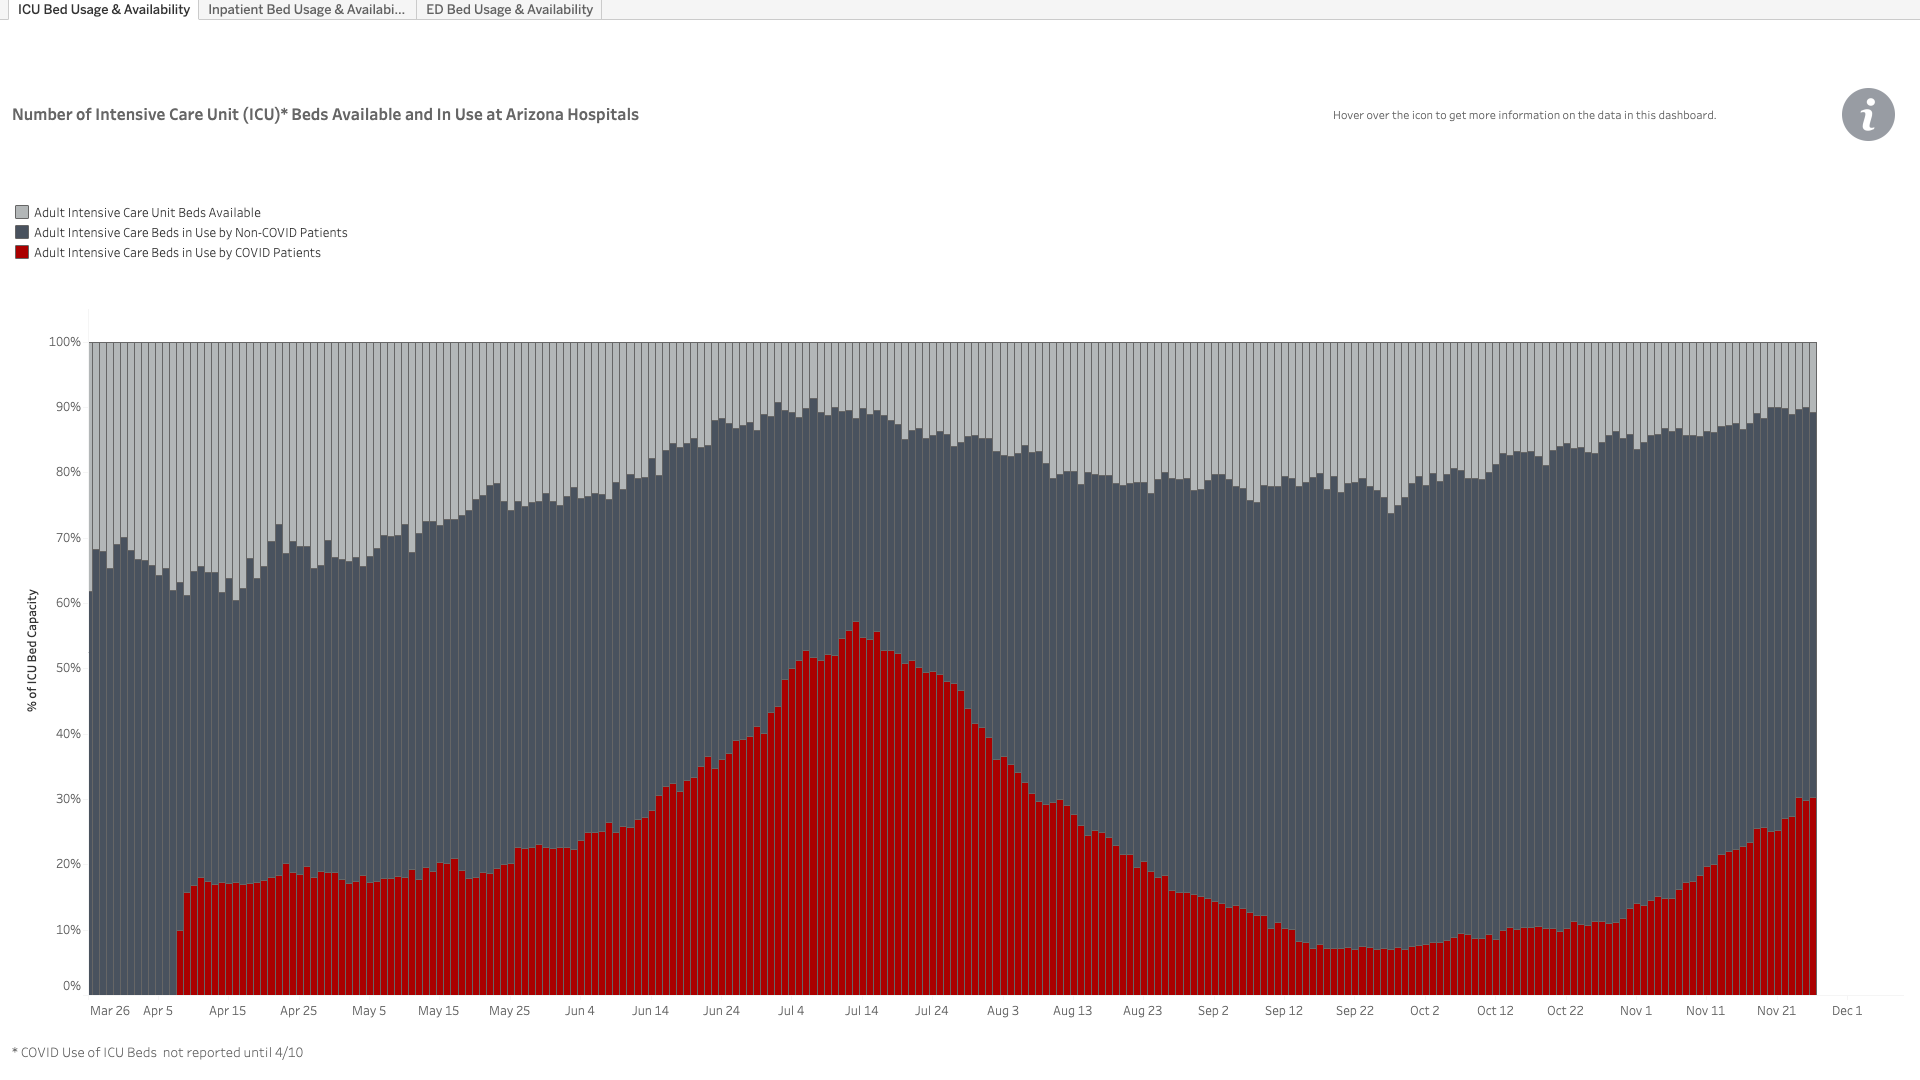 ICU Bed Usage & Availability
Inpatient Bed Usage & Availabi...
ED Bed Usage & Availability
Number of Intensive Care Unit (ICU)* Beds Available and In Use at Arizona Hospitals
Hover over the icon to get more information on the data in this dashboard.
i
Adult Intensive Care Unit Beds Available
Adult Intensive Care Beds in Use by Non-COVID Patients
Adult Intensive Care Beds in Use by COVID Patients
% of ICU Bed Capacity
100%
90%
80%
70%
60%
50%
40%
30%
20%
10%
0%
Mar 26 Apr 5 Apr 15 Apr 25 May 5 May 15 May 25 Jun 4 Jun 14 Jun 24 Jul 4 Jul 14 Jul 24 Aug 3 Aug 13 Aug 23 Sep 2 Sep 12 Sep 22 Oct 2 Oct 12 Oct 22 Nov 1 Nov 11 Nov 21 Dec 1
* COVID Use of ICU Beds not reported until 4/10